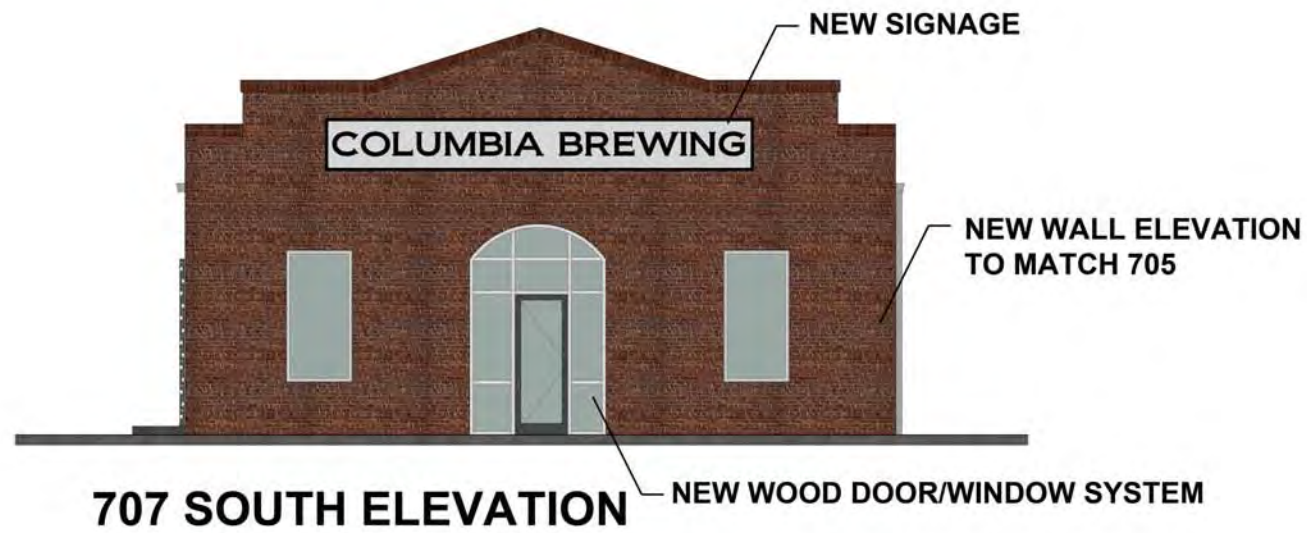 NEW SIGNAGE
COLUMBIA BREWING
NEW WALL ELEVATION
TO MATCH 705
NEW WOOD DOOR/WINDOW SYSTEM
707 SOUTH ELEVATION